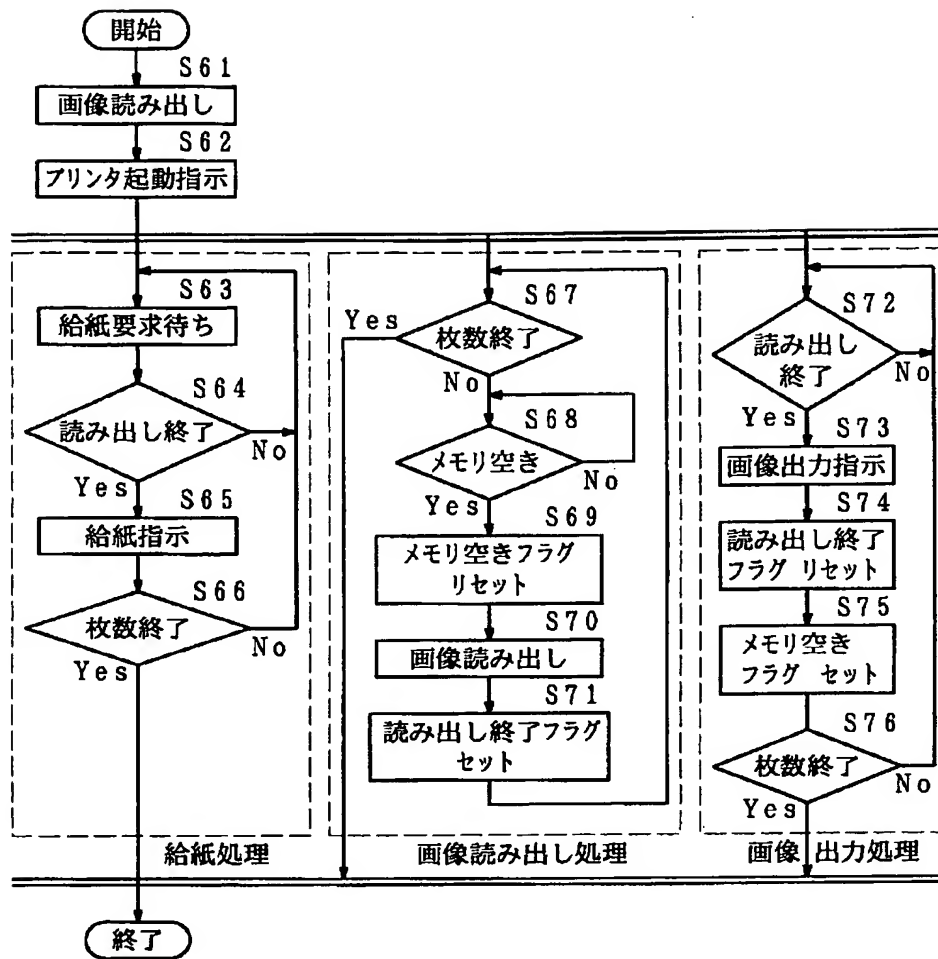 開始
S61
画像読み出し
S62
プリンタ起動指示
S63
給紙要求待ち
S64
読み出し終了
No
Yes
S65
給紙指示
S66
枚数終了
No
Yes
給紙処理
S67
Yes
枚数終了
No
S68
メモリ空き
No
Yes
S69
メモリ空きフラグ
リセット
S70
画像読み出し
S71
読み出し終了フラグ
セット
画像読み出し処理
S72
読み出し
終了
No
Yes
S73
画像出力指示
S74
読み出し終了
フラグ リセット
S75
メモリ空き
フラグ セット
S76
枚数終了
No
Yes
画像 出力処理
終了